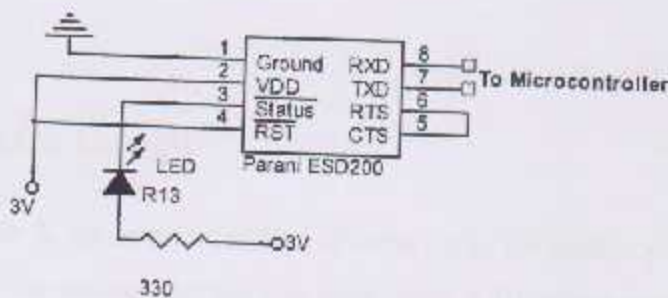 1 Ground RXD 8
2 VDD TXD 7 To Microcontroller
3 Status RTS 6
4 RST CTS 5
Parani ESD200
LED
R13
3V
3V
330